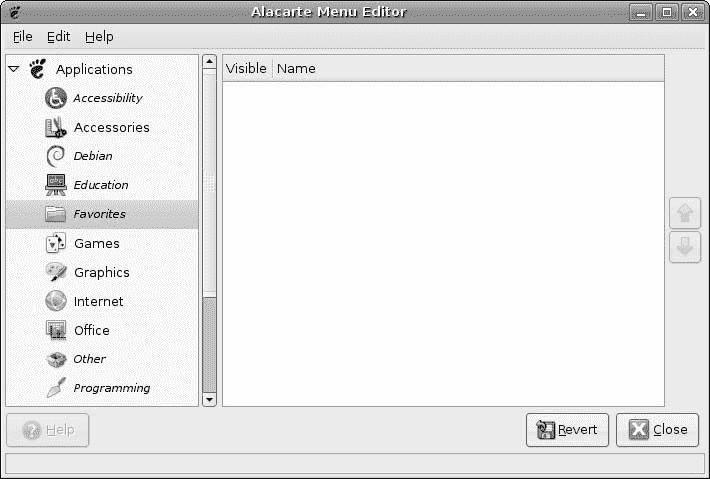 Alacarte Menu Editor
File Edit Help
Applications
Accessibility
Accessories
Debian
Education
Favorites
Games
Graphics
Internet
Office
Other
Programming
Visible Name
Help
Revert
Close